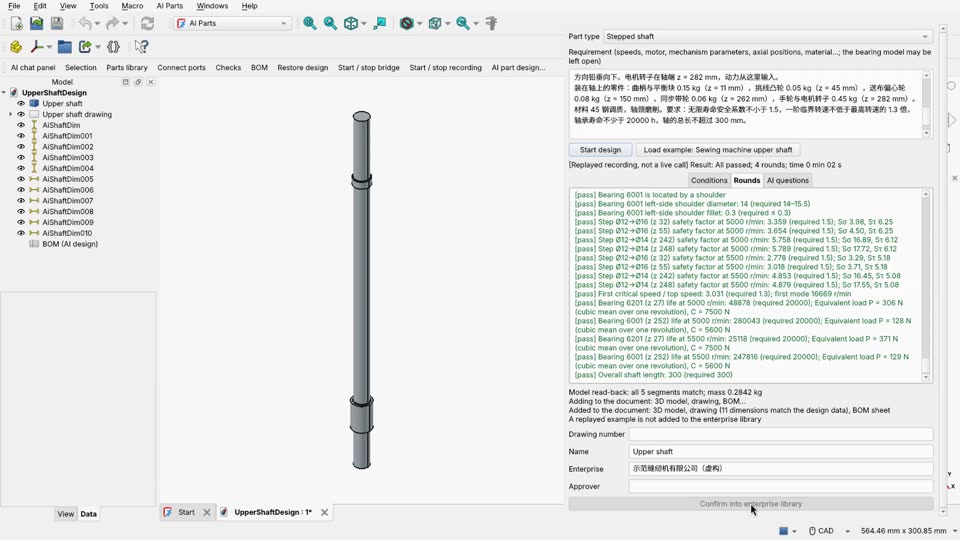 File Edit View Tools Macro AI Parts Windows Help
AI Parts
AI chat panel Selection Parts library Connect ports Checks BOM Restore design Start / stop bridge Start / stop recording AI part design...
Model
UpperShaftDesign
Upper shaft
Upper shaft drawing
AiShaftDim
AiShaftDim001
AiShaftDim002
AiShaftDim003
AiShaftDim004
AiShaftDim005
AiShaftDim006
AiShaftDim007
AiShaftDim008
AiShaftDim009
AiShaftDim010
BOM (AI design)
View Data
Start UpperShaftDesign : 1*
Part type Stepped shaft
Requirement (speeds, motor, mechanism parameters, axial positions, material...; the bearing model may be
left open)
方向铅垂向下。电机转子在轴端 z = 282 mm，动力从这里输入。
装在轴上的零件：曲柄与平衡块 0.15 kg（z = 11 mm），挑线凸轮 0.05 kg（z = 45 mm），送布偏心轮
0.08 kg（z = 150 mm），同步带轮 0.06 kg（z = 262 mm），手轮与电机转子 0.45 kg（z = 282 mm）。
材料 45 钢调质，轴颈磨削。要求：无限寿命安全系数不小于 1.5，一阶临界转速不低于最高转速的 1.3 倍，
轴承寿命不少于 20000 h，轴的总长不超过 300 mm。
Start design Load example: Sewing machine upper shaft
[Replayed recording, not a live call] Result: All passed; 4 rounds; time 0 min 02 s
Conditions Rounds AI questions
[pass] Bearing 6001 is located by a shoulder
[pass] Bearing 6001 left-side shoulder diameter: 14 (required 14–15.5)
[pass] Bearing 6001 left-side shoulder fillet: 0.3 (required ≤ 0.3)
[pass] Step Ø12→Ø16 (z 32) safety factor at 5000 r/min: 3.359 (required 1.5); Sσ 3.98, Sτ 6.25
[pass] Step Ø12→Ø16 (z 55) safety factor at 5000 r/min: 3.654 (required 1.5); Sσ 4.50, Sτ 6.25
[pass] Step Ø12→Ø14 (z 242) safety factor at 5000 r/min: 5.758 (required 1.5); Sσ 16.89, Sτ 6.12
[pass] Step Ø12→Ø14 (z 248) safety factor at 5000 r/min: 5.789 (required 1.5); Sσ 17.72, Sτ 6.12
[pass] Step Ø12→Ø16 (z 32) safety factor at 5500 r/min: 2.778 (required 1.5); Sσ 3.29, Sτ 5.18
[pass] Step Ø12→Ø16 (z 55) safety factor at 5500 r/min: 3.018 (required 1.5); Sσ 3.71, Sτ 5.18
[pass] Step Ø12→Ø14 (z 242) safety factor at 5500 r/min: 4.853 (required 1.5); Sσ 16.45, Sτ 5.08
[pass] Step Ø12→Ø14 (z 248) safety factor at 5500 r/min: 4.879 (required 1.5); Sσ 17.55, Sτ 5.08
[pass] First critical speed / top speed: 3.031 (required 1.3); first mode 16669 r/min
[pass] Bearing 6201 (z 27) life at 5000 r/min: 48878 (required 20000); Equivalent load P = 306 N
(cubic mean over one revolution), C = 7500 N
[pass] Bearing 6001 (z 252) life at 5000 r/min: 280043 (required 20000); Equivalent load P = 128 N
(cubic mean over one revolution), C = 5600 N
[pass] Bearing 6201 (z 27) life at 5500 r/min: 25118 (required 20000); Equivalent load P = 371 N
(cubic mean over one revolution), C = 7500 N
[pass] Bearing 6001 (z 252) life at 5500 r/min: 247816 (required 20000); Equivalent load P = 129 N
(cubic mean over one revolution), C = 5600 N
[pass] Overall shaft length: 300 (required 300)
Model read-back: all 5 segments match; mass 0.2842 kg
Adding to the document: 3D model, drawing, BOM...
Added to the document: 3D model, drawing (11 dimensions match the design data), BOM sheet
A replayed example is not added to the enterprise library
Drawing number
Name Upper shaft
Enterprise 示范缝纫机有限公司（虚构）
Approver
Confirm into enterprise library
CAD 564.46 mm x 300.85 mm